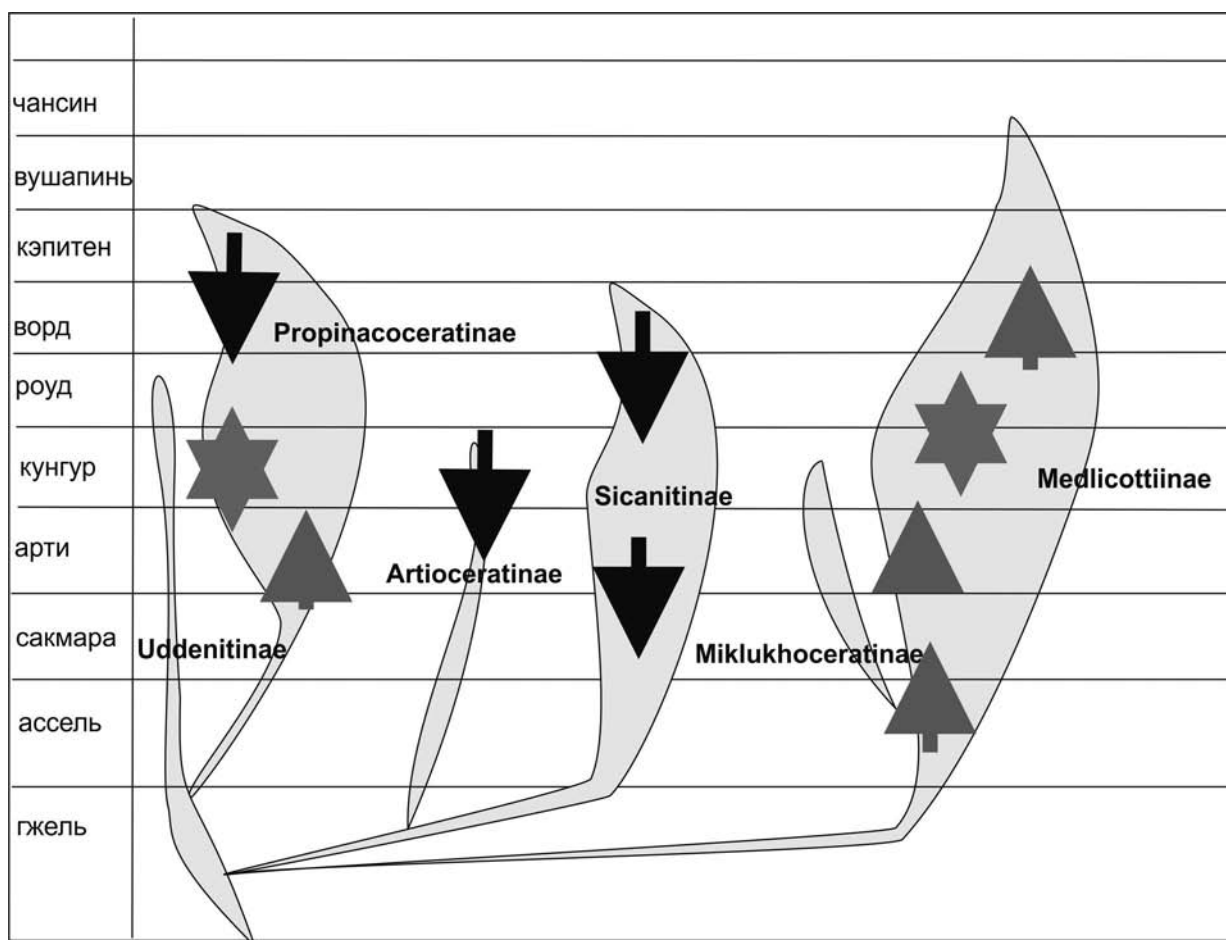 чансин
вушапинь
кэпитен
ворд
Propinacoceratinae
роуд
кунгур
Sicanitinae
Medlicottiinae
арти
Artioceratinae
сакмара
Uddenitinae
Miklukhoceratinae
ассель
гжель